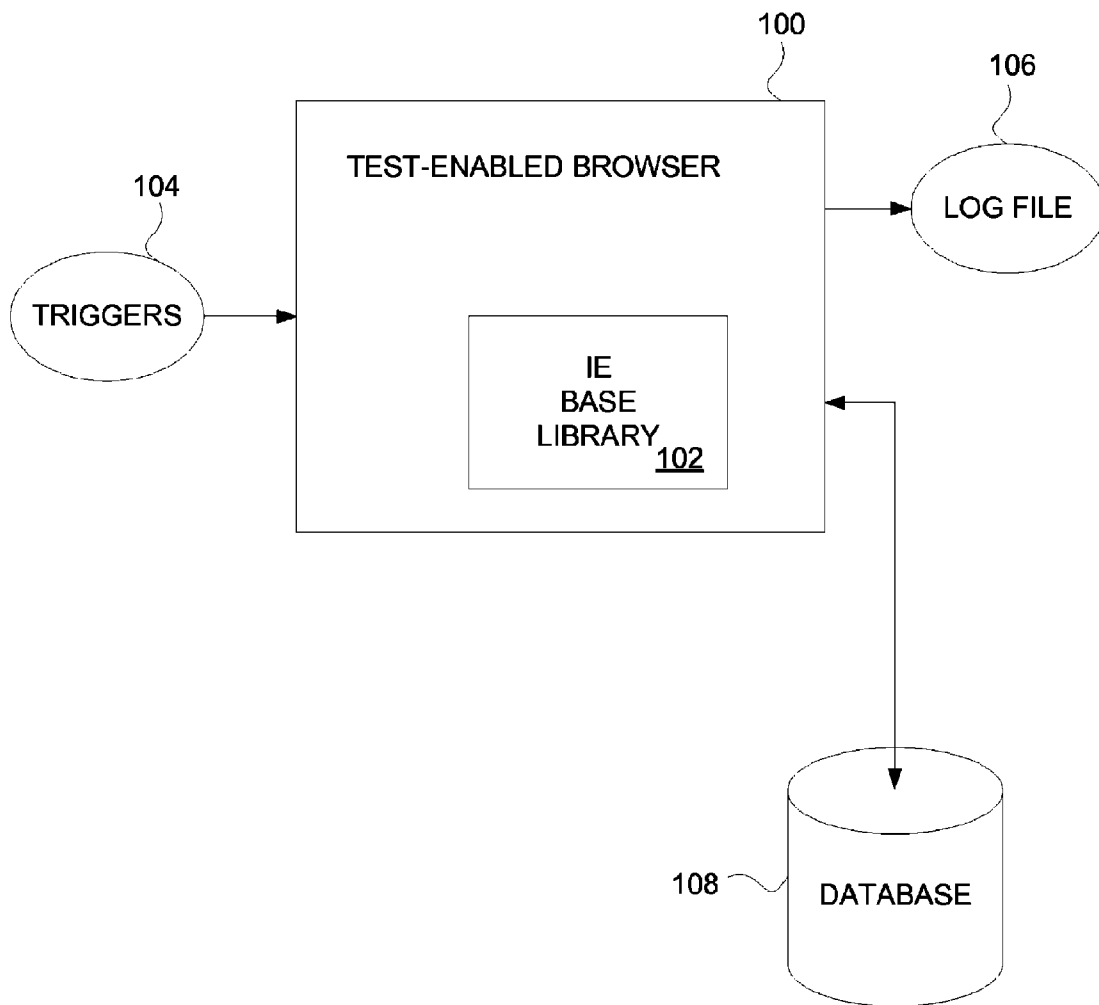 100
106
TEST-ENABLED BROWSER
104
LOG FILE
TRIGGERS
IE
BASE
LIBRARY
102
108
DATABASE